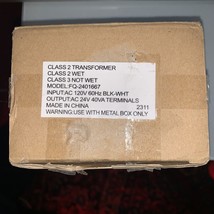 CLASS 2 TRANSFORMER
CLASS 2 WET
CLASS 3 NOT WET
MODEL:FQ-2401667
INPUT:AC 120V 60Hz BLK-WHT
OUTPUT:AC 24V 40VA TERMINALS
MADE IN CHINA 2311
WARNING:USE WITH METAL BOX ONLY